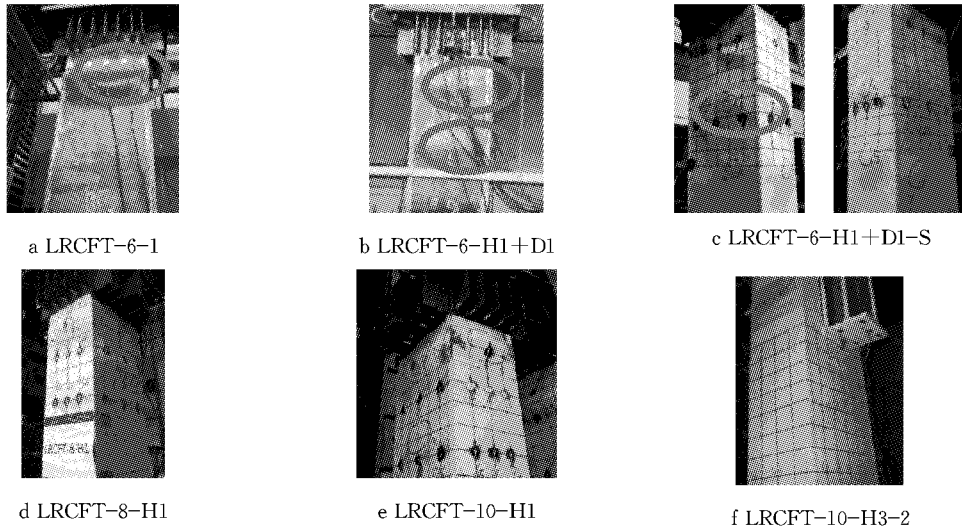 a LRCFT-6-1
b LRCFT-6-H1+D1
c LRCFT-6-H1+D1-S
d LRCFT-8-H1
e LRCFT-10-H1
f LRCFT-10-H3-2